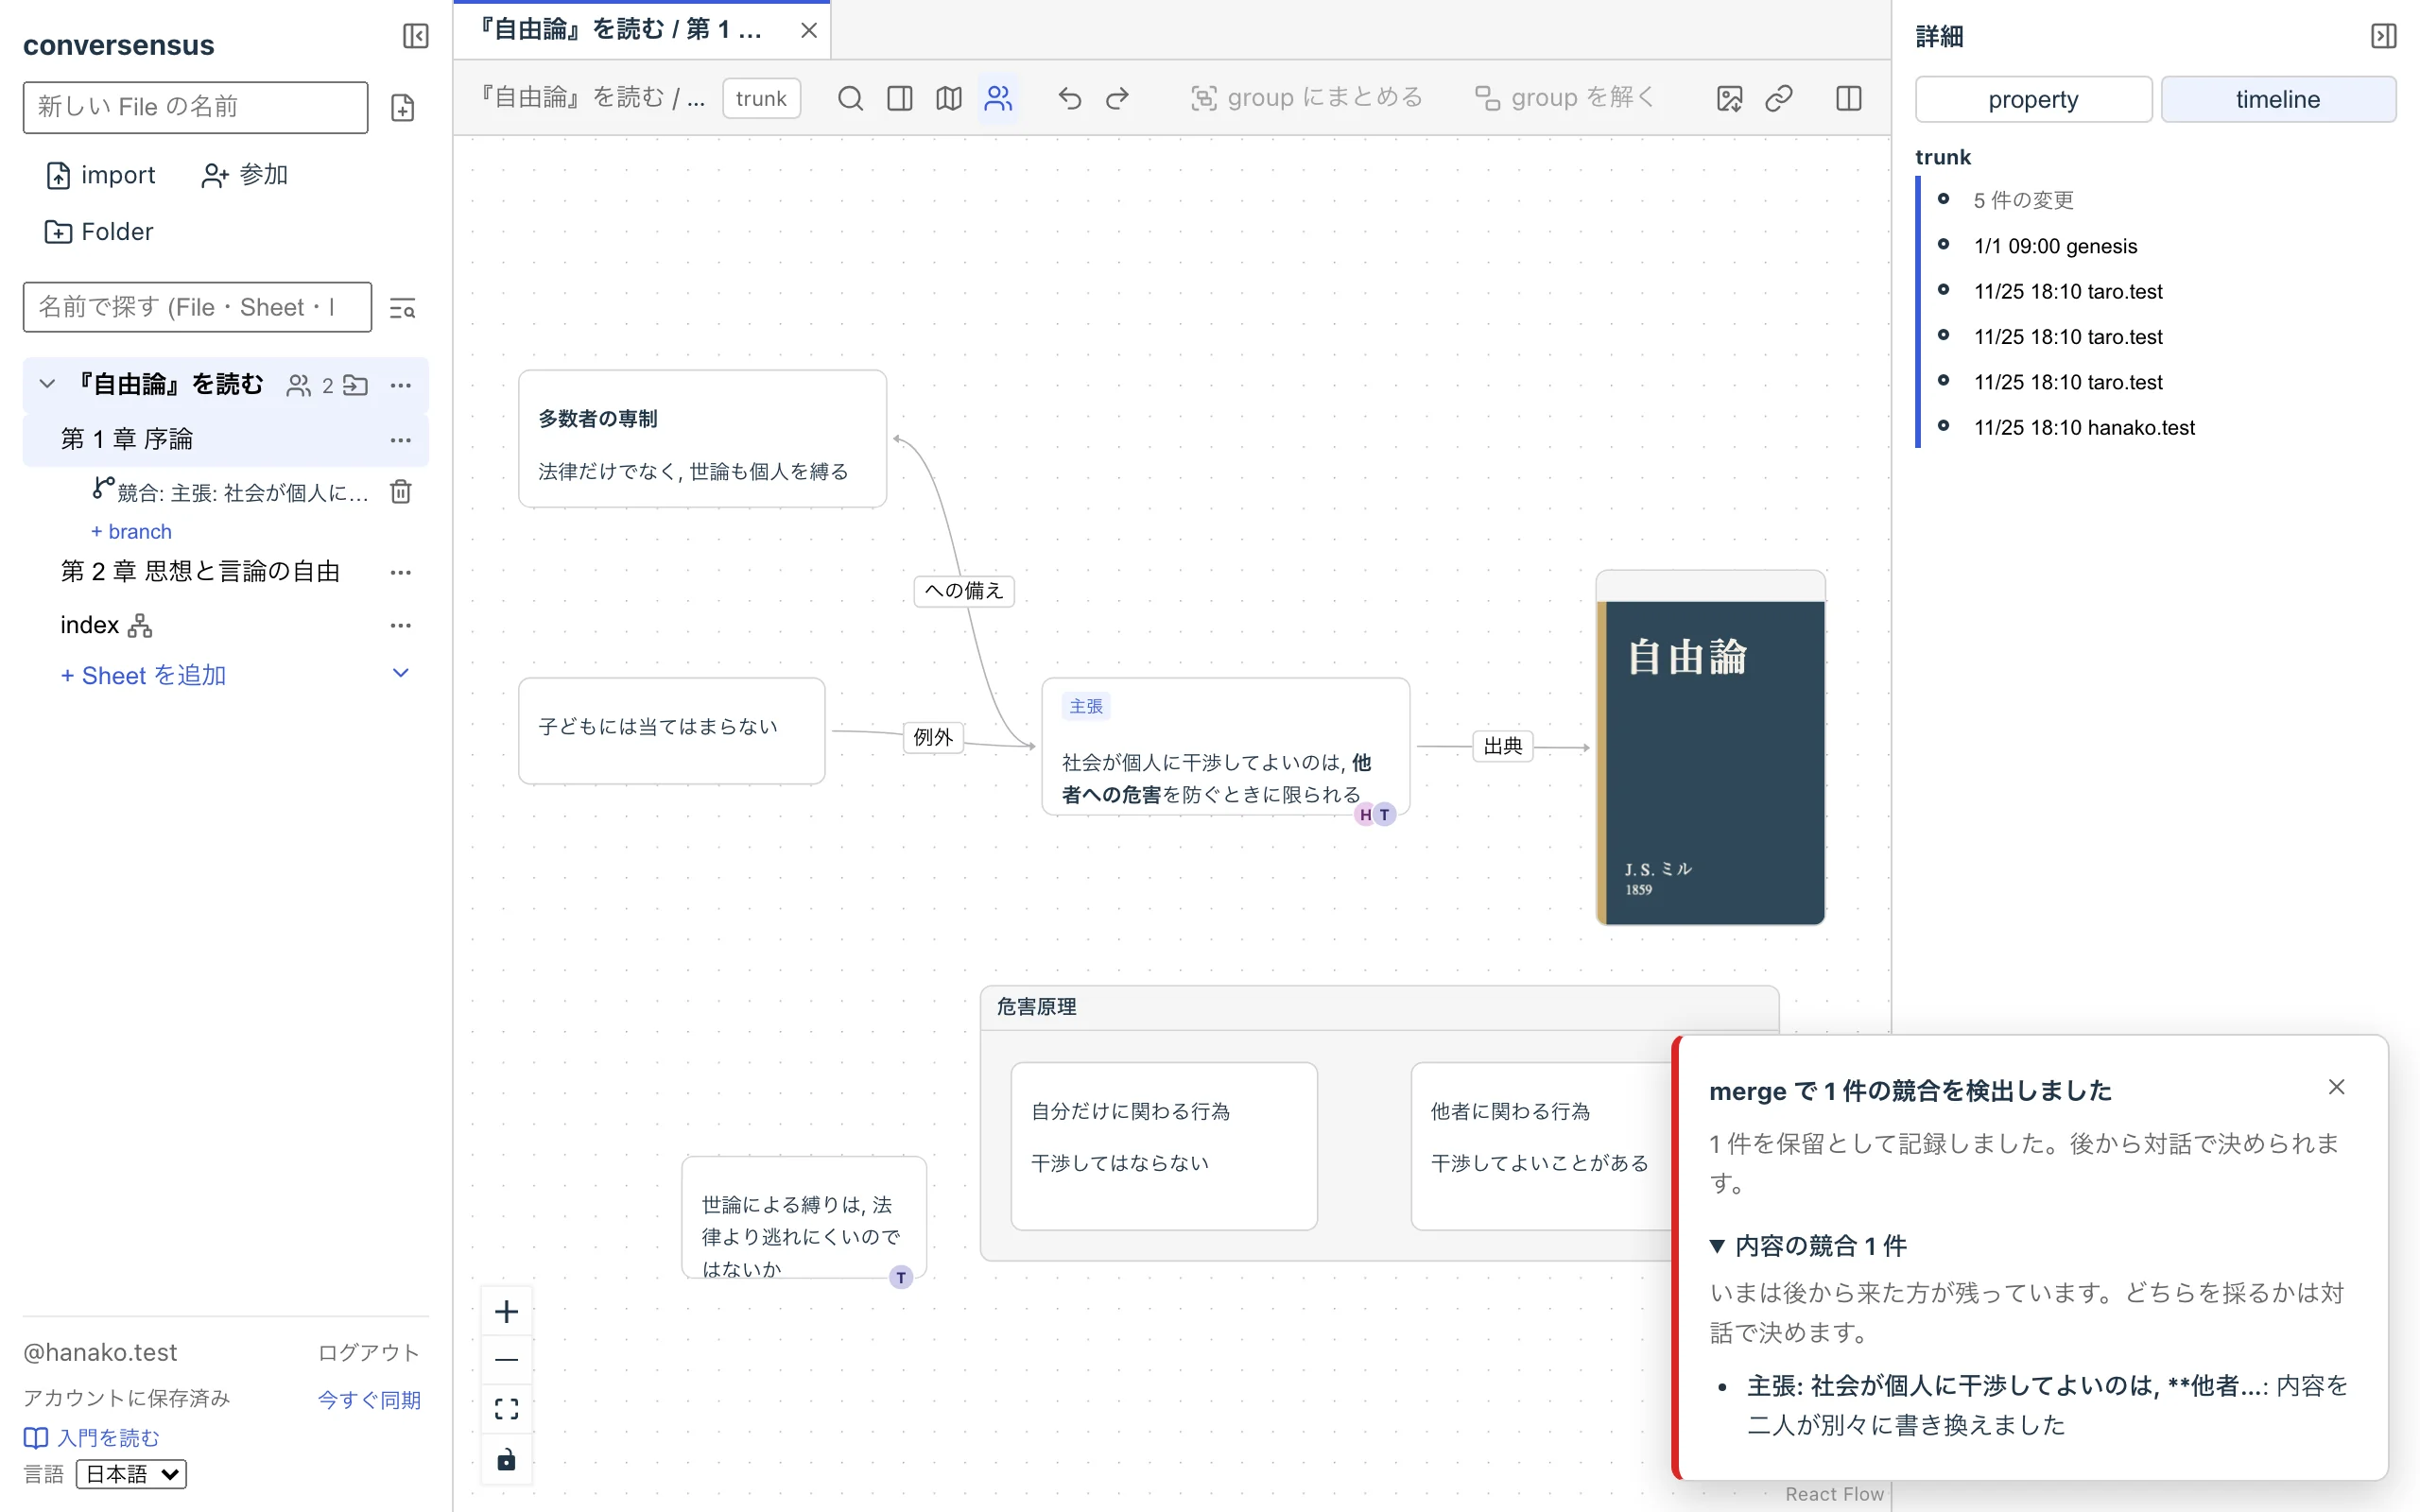 conversensus
新しい File の名前
import
参加
Folder
名前で探す (File・Sheet・
『自由論』を読む 2
第 1 章 序論
競合: 主張: 社会が個人に…
+ branch
第 2 章 思想と言論の自由
index
+ Sheet を追加
@hanako.test
ログアウト
アカウントに保存済み
今すぐ同期
入門を読む
言語
日本語
『自由論』を読む / 第 1 …
『自由論』を読む / …
trunk
group にまとめる
group を解く
多数者の専制
法律だけでなく, 世論も個人を縛る
への備え
子どもには当てはまらない
例外
主張
社会が個人に干渉してよいのは, 他
者への危害を防ぐときに限られる
H T
出典
自由論
J. S. ミル
1859
危害原理
自分だけに関わる行為
干渉してはならない
他者に関わる行為
干渉してよいことがある
世論による縛りは, 法
律より逃れにくいので
はないか
T
React Flow
詳細
property
timeline
trunk
5 件の変更
1/1 09:00 genesis
11/25 18:10 taro.test
11/25 18:10 taro.test
11/25 18:10 taro.test
11/25 18:10 hanako.test
merge で 1 件の競合を検出しました
1 件を保留として記録しました。後から対話で決められま
す。
▼ 内容の競合 1 件
いまは後から来た方が残っています。どちらを採るかは対
話で決めます。
• 主張: 社会が個人に干渉してよいのは, **他者…: 内容を
二人が別々に書き換えました